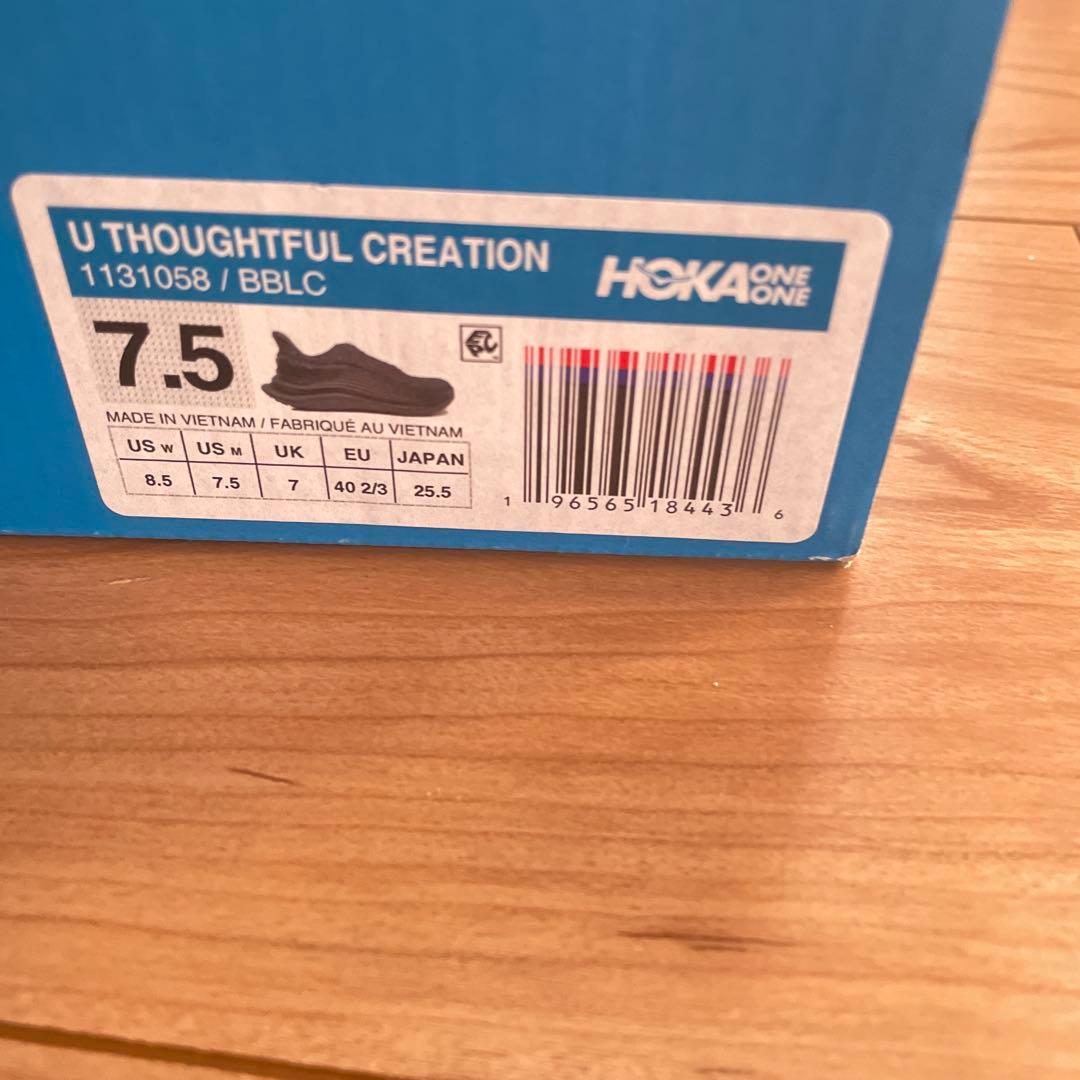 U THOUGHTFUL CREATION
1131058 / BBLC
HOKA ONE ONE
7.5
MADE IN VIETNAM / FABRIQUÉ AU VIETNAM
US W US M UK EU JAPAN
8.5 7.5 7 40 2/3 25.5
1 96565 18443 6